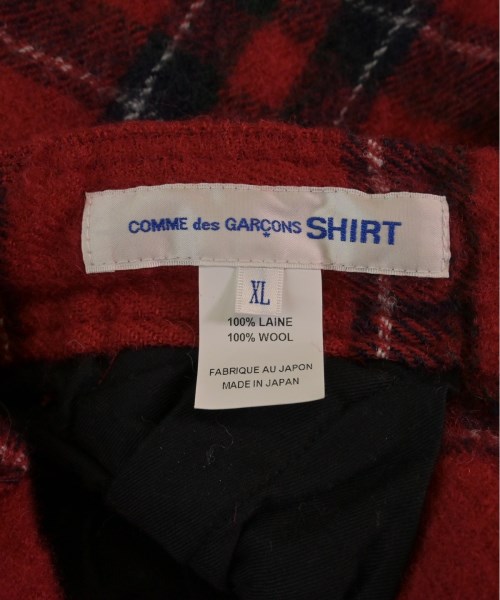 COMME des GARÇONS SHIRT
XL
100% LAINE
100% WOOL
FABRIQUE AU JAPON
MADE IN JAPAN